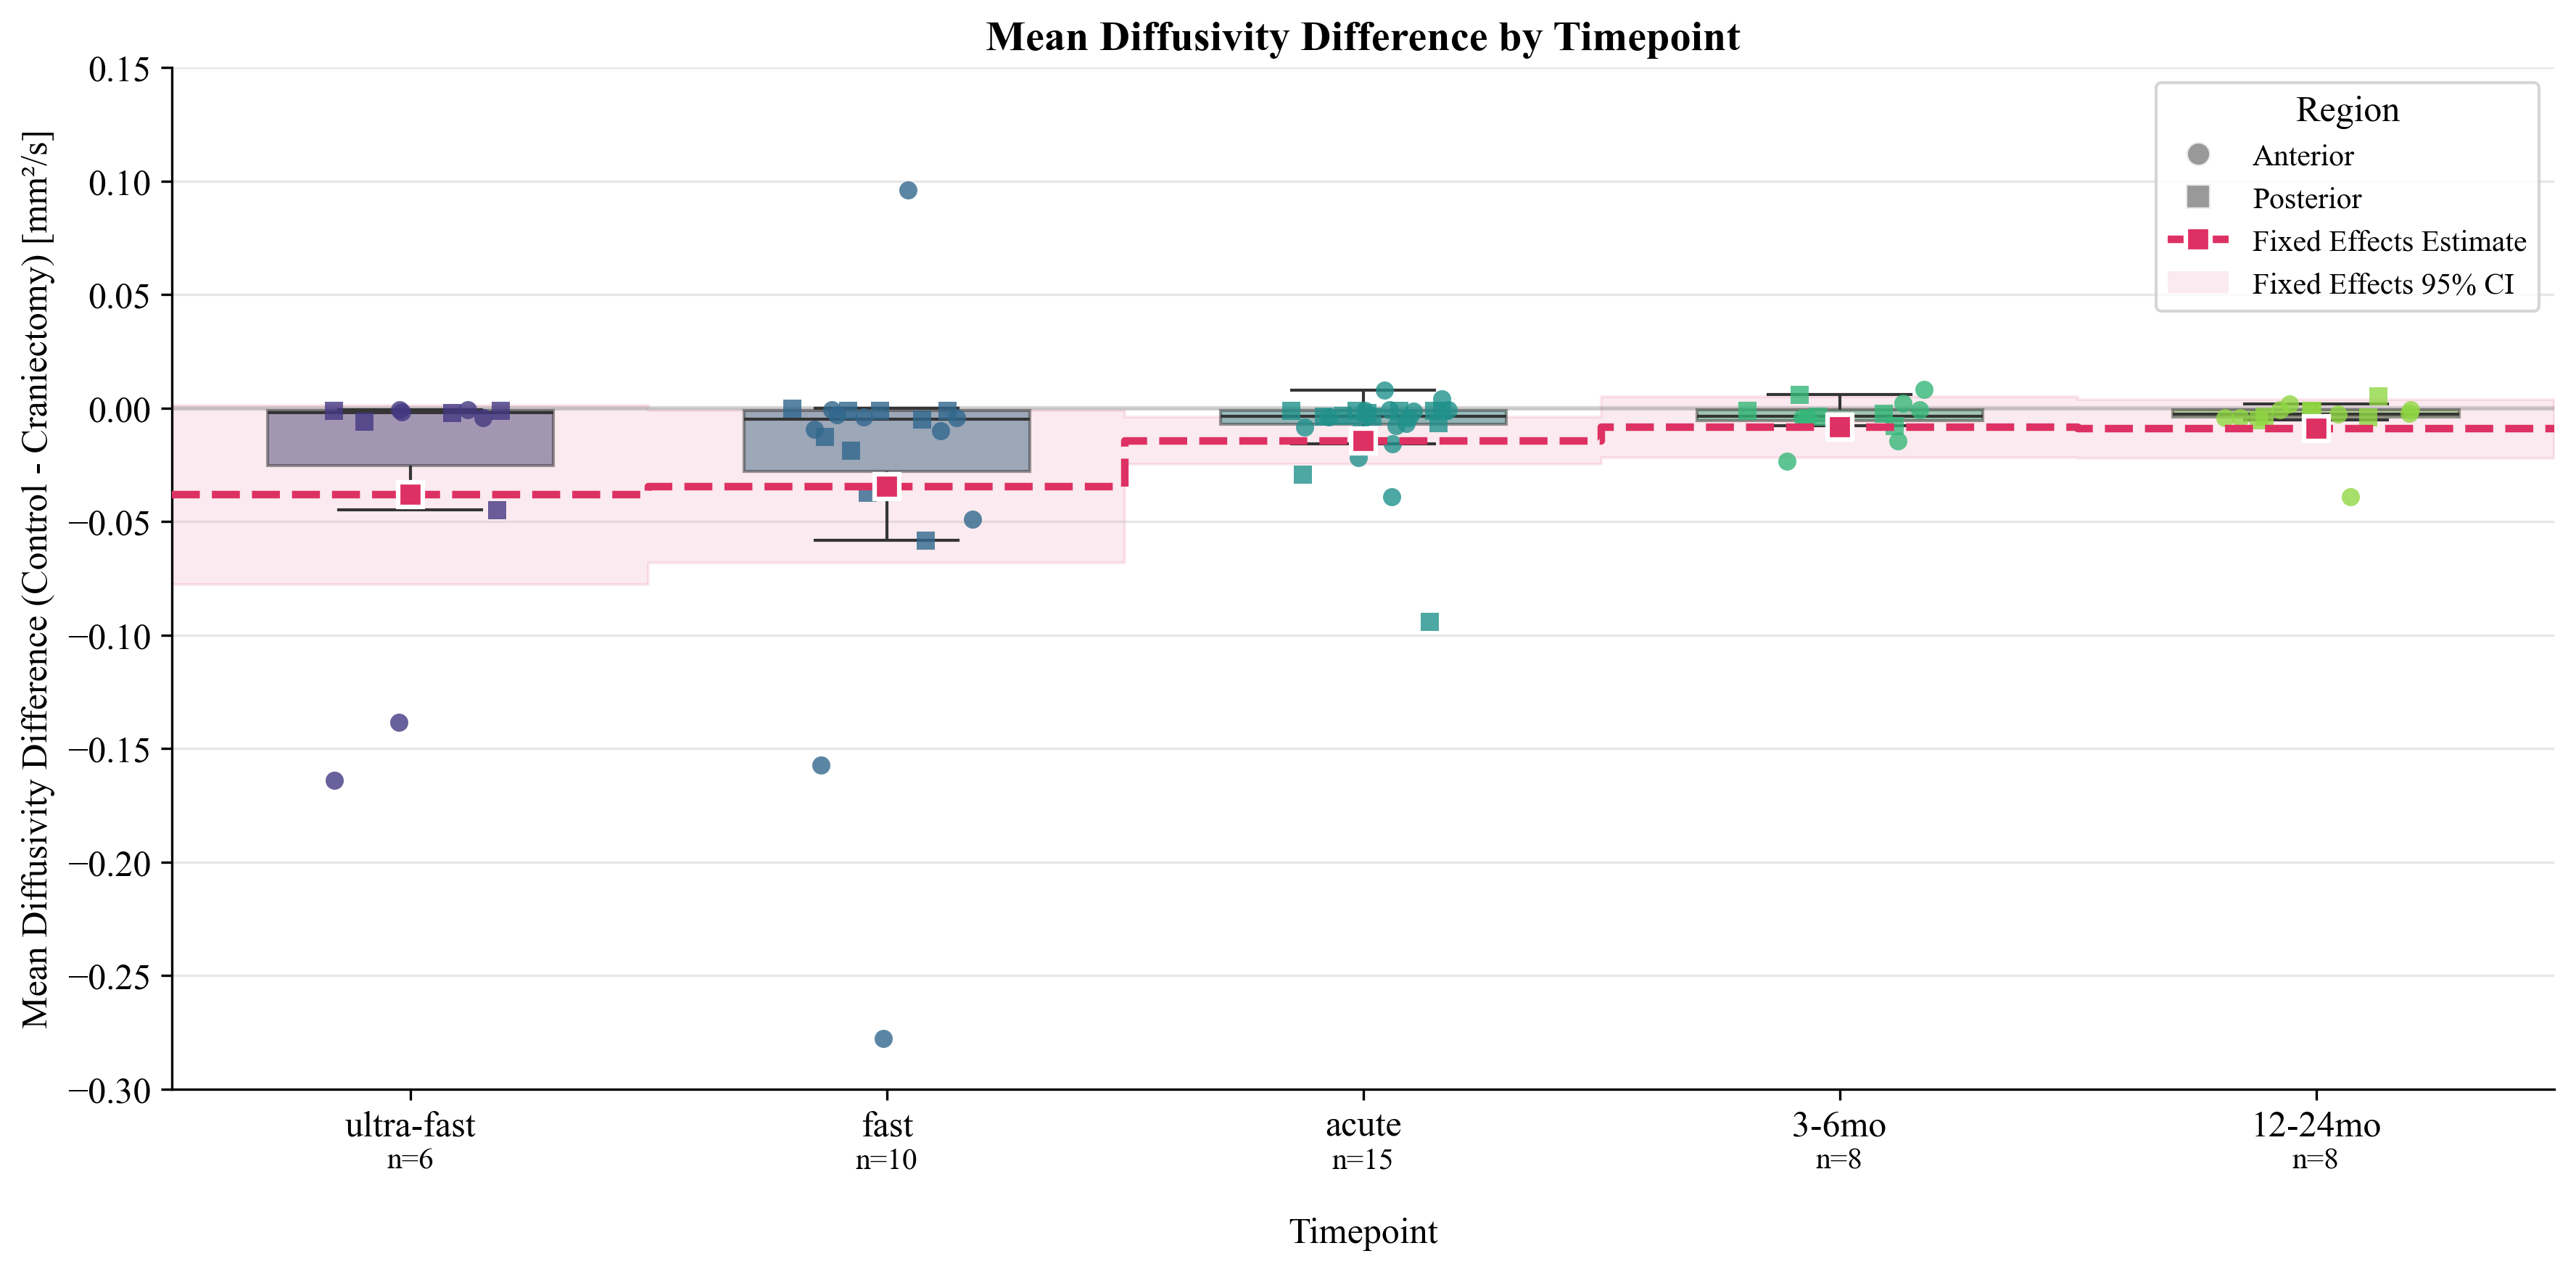 Mean Diffusivity Difference by Timepoint
Mean Diffusivity Difference (Control - Craniectomy) [mm²/s]
0.15
0.10
0.05
0.00
−0.05
−0.10
−0.15
−0.20
−0.25
−0.30
Region
Anterior
Posterior
Fixed Effects Estimate
Fixed Effects 95% CI
ultra-fast
n=6
fast
n=10
acute
n=15
3-6mo
n=8
12-24mo
n=8
Timepoint